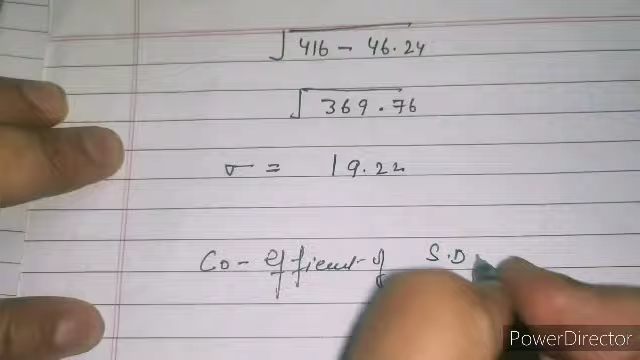 √416 - 46.24
√369.76
σ = 19.22
Co-efficient of S.D
PowerDirector